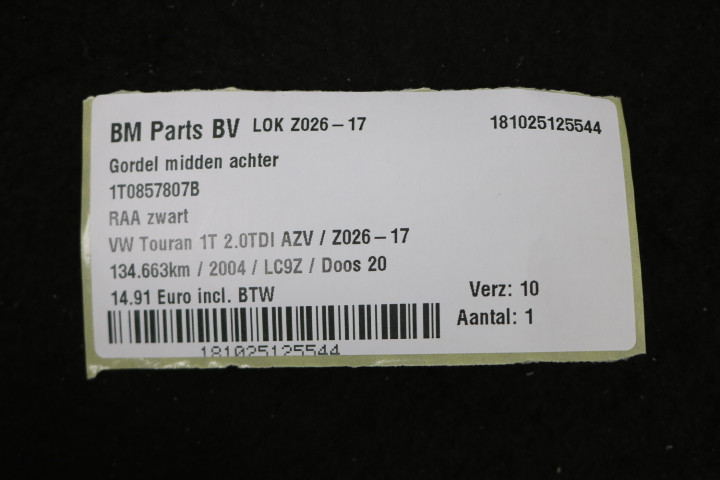 BM Parts BV LOK Z026-17 181025125544
Gordel midden achter
1T0857807B
RAA zwart
VW Touran 1T 2.0TDI AZV / Z026-17
134.663km / 2004 / LC9Z / Doos 20
14.91 Euro incl. BTW
Verz: 10
Aantal: 1
181025125544